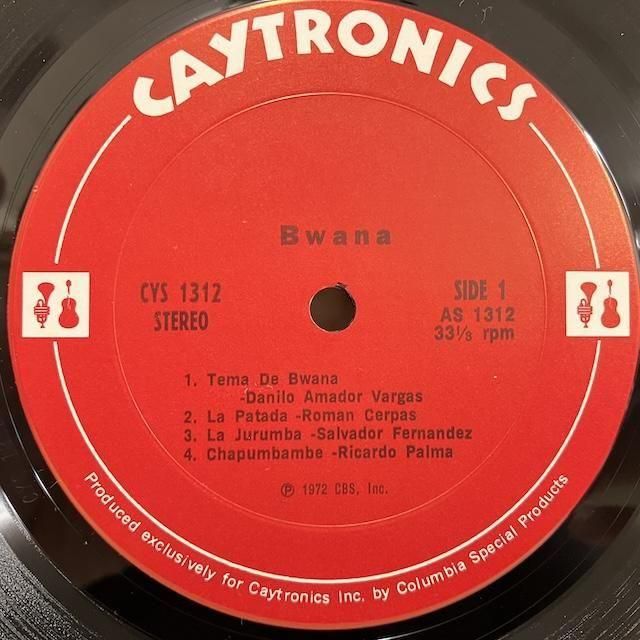 CAYTRONICS
Bwana
CYS 1312
STEREO
SIDE 1
AS 1312
33⅓ rpm
1. Tema De Bwana
-Danilo Amador Vargas
2. La Patada -Roman Cerpas
3. La Jurumba -Salvador Fernandez
4. Chapumbambe -Ricardo Palma
℗ 1972 CBS, Inc.
Produced exclusively for Caytronics Inc. by Columbia Special Products